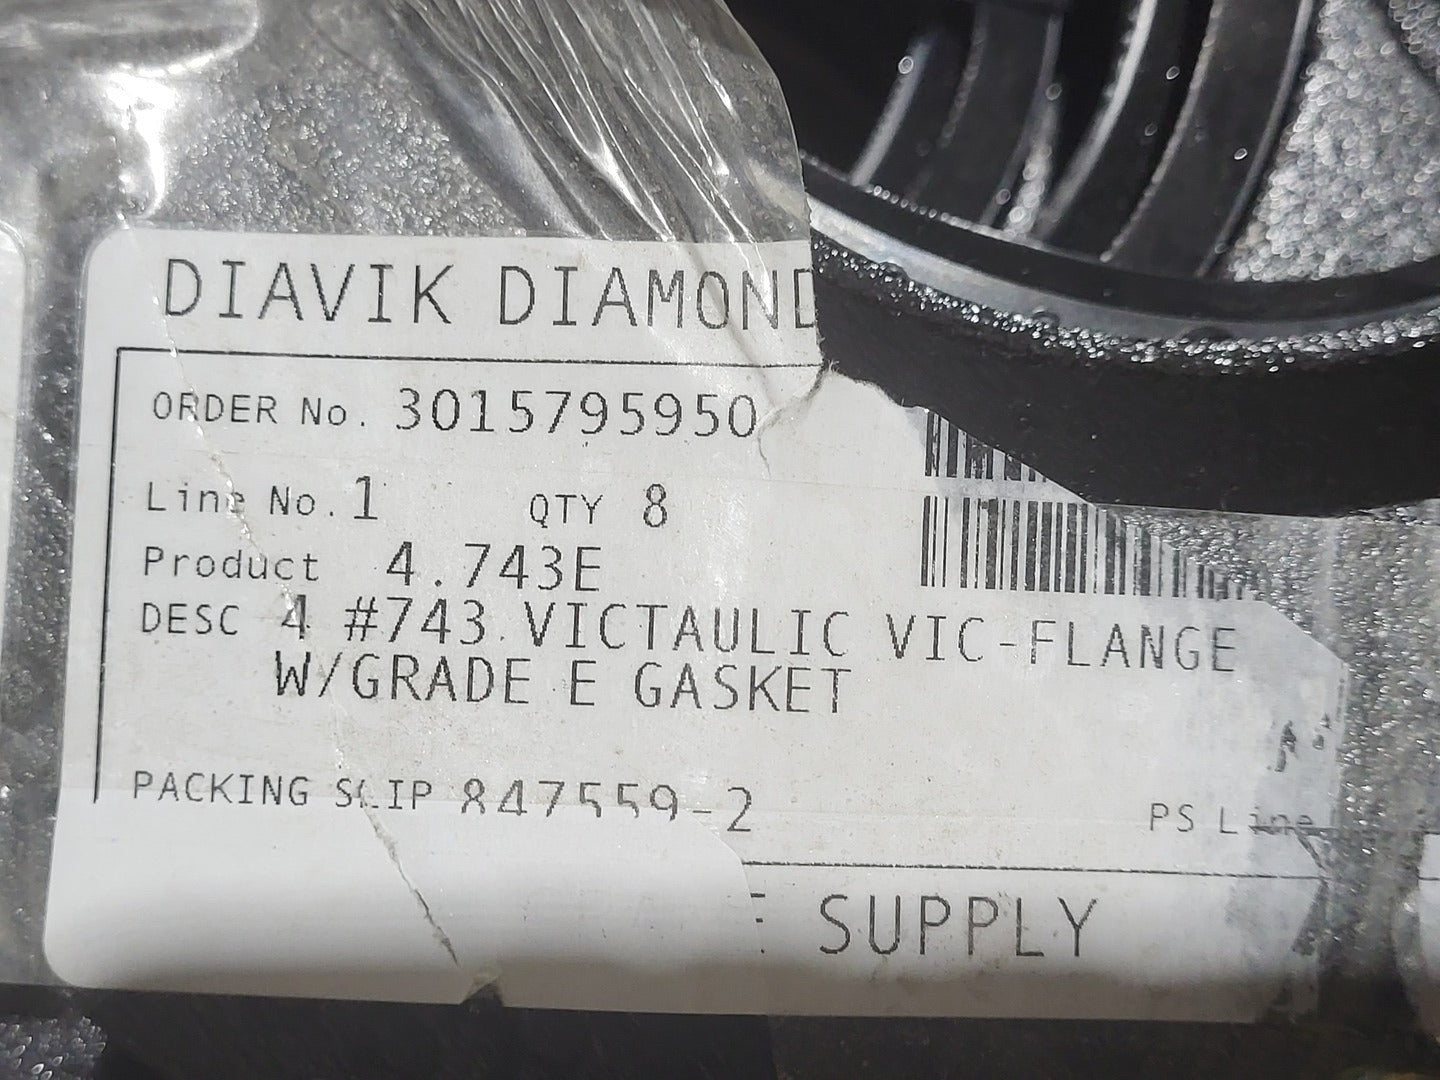 DIAVIK DIAMOND
ORDER No. 3015795950
Line No. 1 QTY 8
Product 4.743E
DESC 4 #743 VICTAULIC VIC-FLANGE
W/GRADE E GASKET
PACKING SLIP 847559-2 PS Line
SUPPLY